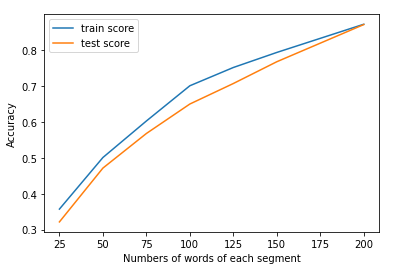 train score
test score
0.8
0.7
0.6
0.5
0.4
0.3
Accuracy
25 50 75 100 125 150 175 200
Numbers of words of each segment